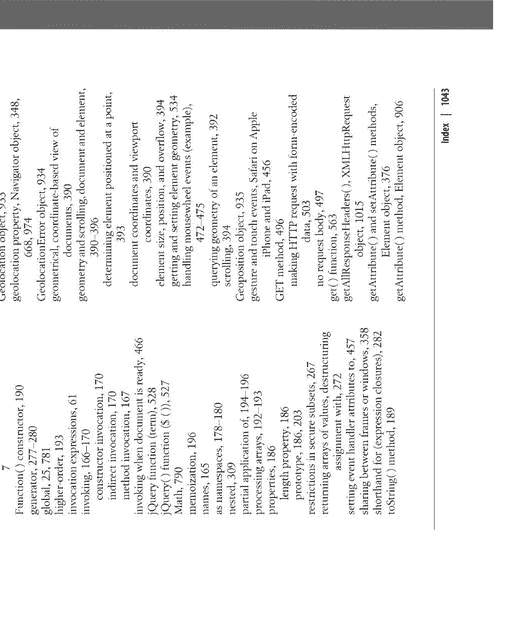 7
Function() constructor, 190
generator, 277–280
global, 25, 781
higher-order, 193
invocation expressions, 61
invoking, 166–170
constructor invocation, 170
indirect invocation, 170
method invocation, 167
invoking when document is ready, 466
jQuery function (term), 528
jQuery() function ($ ()), 527
Math, 790
memoization, 196
names, 165
as namespaces, 178–180
nested, 309
partial application of, 194–196
processing arrays, 192–193
properties, 186
length property, 186
prototype, 186, 203
restrictions in secure subsets, 267
returning arrays of values, destructuring
assignment with, 272
setting event handler attributes to, 457
sharing between frames or windows, 358
shorthand for (expression closures), 282
toString() method, 189
Geolocation object, 935
geolocation property, Navigator object, 348,
668, 974
GeolocationError object, 934
geometrical, coordinate-based view of
documents, 390
geometry and scrolling, document and element,
390–396
determining element positioned at a point,
393
document coordinates and viewport
coordinates, 390
element size, position, and overflow, 394
getting and setting element geometry, 534
handling mousewheel events (example),
472–475
querying geometry of an element, 392
scrolling, 394
Geoposition object, 935
gesture and touch events, Safari on Apple
iPhone and iPad, 456
GET method, 496
making HTTP request with form-encoded
data, 503
no request body, 497
get() function, 563
getAllResponseHeaders(), XMLHttpRequest
object, 1015
getAttribute() and setAttribute() methods,
Element object, 376
getAttribute() method, Element object, 906
Index | 1043